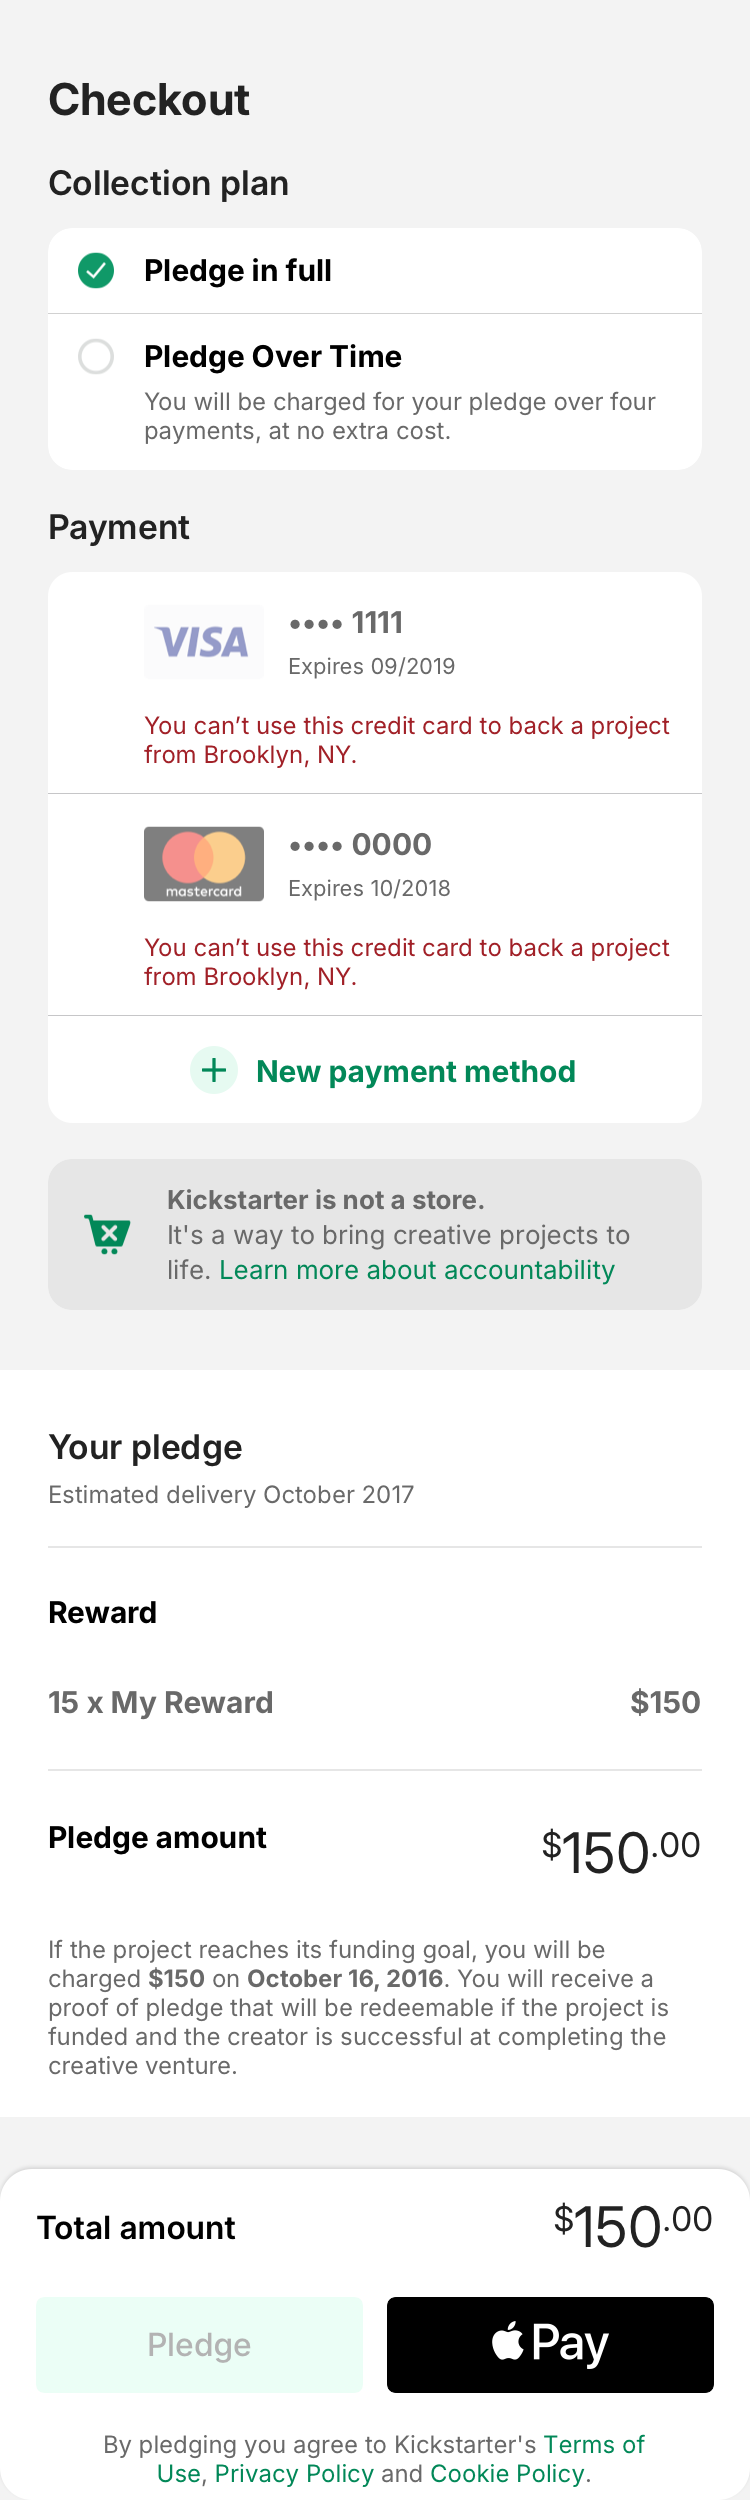 Checkout
Collection plan
Pledge in full
Pledge Over Time
You will be charged for your pledge over four
payments, at no extra cost.
Payment
VISA
•••• 1111
Expires 09/2019
You can’t use this credit card to back a project
from Brooklyn, NY.
mastercard
•••• 0000
Expires 10/2018
You can’t use this credit card to back a project
from Brooklyn, NY.
New payment method
Kickstarter is not a store.
It's a way to bring creative projects to
life. Learn more about accountability
Your pledge
Estimated delivery October 2017
Reward
15 x My Reward $150
Pledge amount $150.00
If the project reaches its funding goal, you will be
charged $150 on October 16, 2016. You will receive a
proof of pledge that will be redeemable if the project is
funded and the creator is successful at completing the
creative venture.
Total amount $150.00
Pledge Pay
By pledging you agree to Kickstarter's Terms of
Use, Privacy Policy and Cookie Policy.